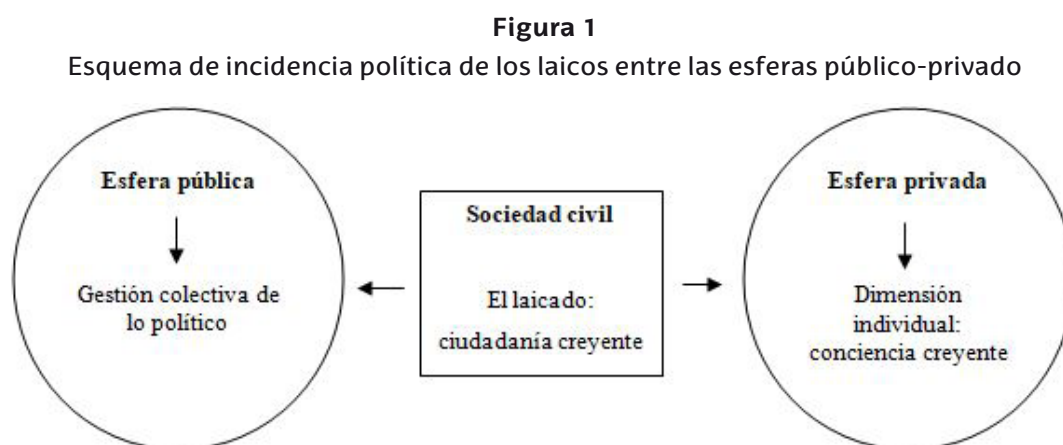 Figura 1
Esquema de incidencia política de los laicos entre las esferas público-privado
Esfera pública
Gestión colectiva de
lo político
Sociedad civil
El laicado:
ciudadanía creyente
Esfera privada
Dimensión
individual:
conciencia creyente